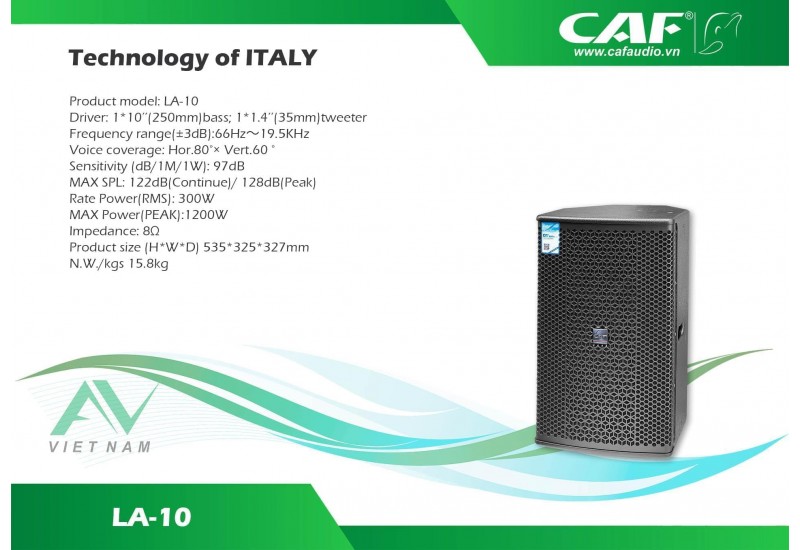 CAF®
www.cafaudio.vn
Technology of ITALY
Product model: LA-10
Driver: 1*10’’(250mm)bass; 1*1.4’’(35mm)tweeter
Frequency range(±3dB):66Hz～19.5KHz
Voice coverage: Hor.80°× Vert.60 °
Sensitivity (dB/1M/1W): 97dB
MAX SPL: 122dB(Continue)/ 128dB(Peak)
Rate Power(RMS): 300W
MAX Power(PEAK):1200W
Impedance: 8Ω
Product size (H*W*D) 535*325*327mm
N.W./kgs 15.8kg
AV
VIET NAM
LA-10